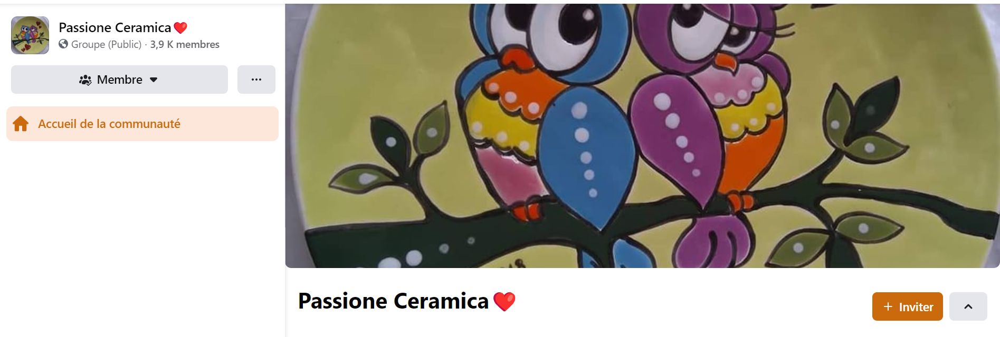 Passione Ceramica❤️
Groupe (Public) · 3,9 K membres
Membre
Accueil de la communauté
Passione Ceramica❤️
+ Inviter